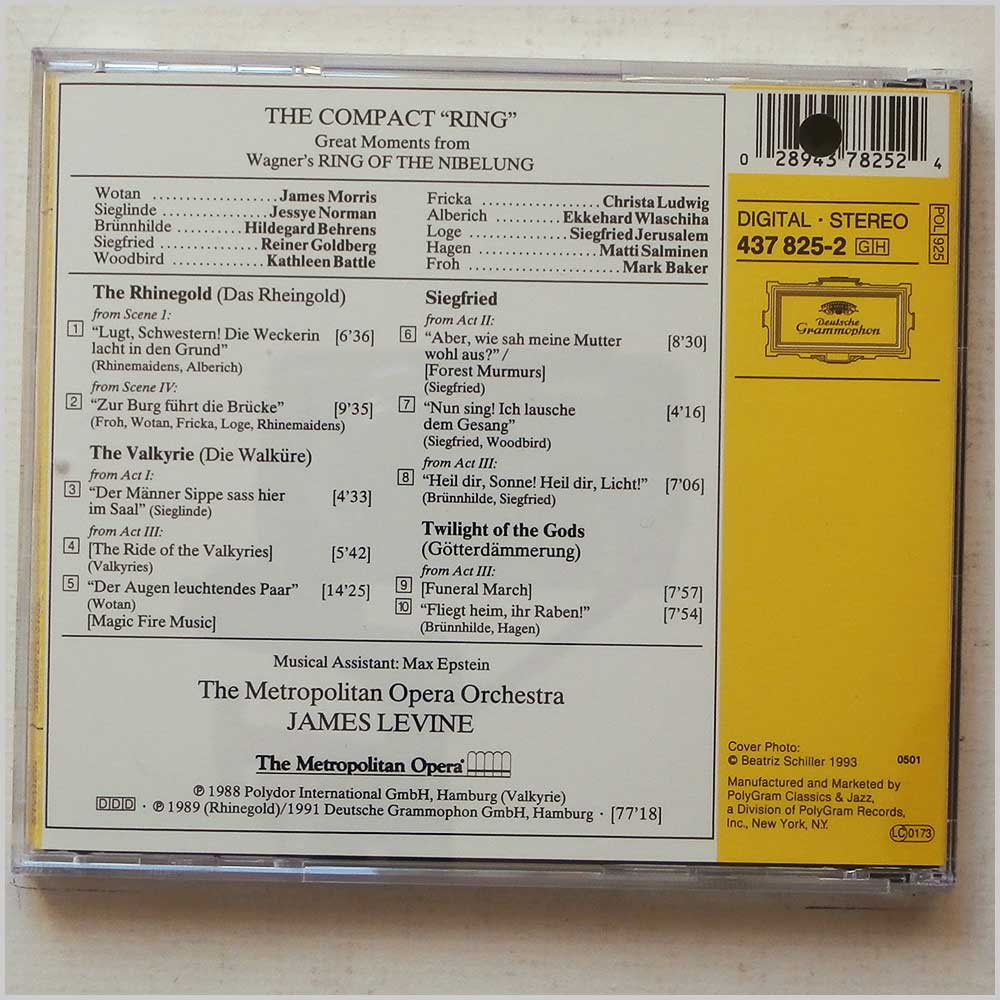 THE COMPACT “RING”
Great Moments from
Wagner's RING OF THE NIBELUNG
Wotan ................... James Morris
Sieglinde ............... Jessye Norman
Brünnhilde ............ Hildegard Behrens
Siegfried ............... Reiner Goldberg
Woodbird ............. Kathleen Battle
Fricka .................. Christa Ludwig
Alberich .......... Ekkehard Wlaschiha
Loge ............... Siegfried Jerusalem
Hagen ................. Matti Salminen
Froh ..................... Mark Baker
The Rhinegold (Das Rheingold)
from Scene 1:
1 “Lugt, Schwestern! Die Weckerin [6'36]
lacht in den Grund”
(Rhinemaidens, Alberich)
from Scene IV:
2 “Zur Burg führt die Brücke” [9'35]
(Froh, Wotan, Fricka, Loge, Rhinemaidens)
The Valkyrie (Die Walküre)
from Act I:
3 “Der Männer Sippe sass hier [4'33]
im Saal” (Sieglinde)
from Act III:
4 [The Ride of the Valkyries] [5'42]
(Valkyries)
5 “Der Augen leuchtendes Paar” [14'25]
(Wotan)
[Magic Fire Music]
Siegfried
from Act II:
6 “Aber, wie sah meine Mutter [8'30]
wohl aus?”/
[Forest Murmurs]
(Siegfried)
7 “Nun sing! Ich lausche [4'16]
dem Gesang”
(Siegfried, Woodbird)
from Act III:
8 “Heil dir, Sonne! Heil dir, Licht!” [7'06]
(Brünnhilde, Siegfried)
Twilight of the Gods
(Götterdämmerung)
from Act III:
9 [Funeral March] [7'57]
10 “Fliegt heim, ihr Raben!” [7'54]
(Brünnhilde, Hagen)
Musical Assistant: Max Epstein
The Metropolitan Opera Orchestra
JAMES LEVINE
The Metropolitan Opera®
℗ 1988 Polydor International GmbH, Hamburg (Valkyrie)
DDD · ℗ 1989 (Rhinegold)/1991 Deutsche Grammophon GmbH, Hamburg · [77'18]
0 28943 78252 4
DIGITAL · STEREO
437 825-2 GH
POL 925
Deutsche
Grammophon
Cover Photo:
© Beatriz Schiller 1993 0501
Manufactured and Marketed by
PolyGram Classics & Jazz,
a Division of PolyGram Records,
Inc., New York, N.Y.
LC 0173